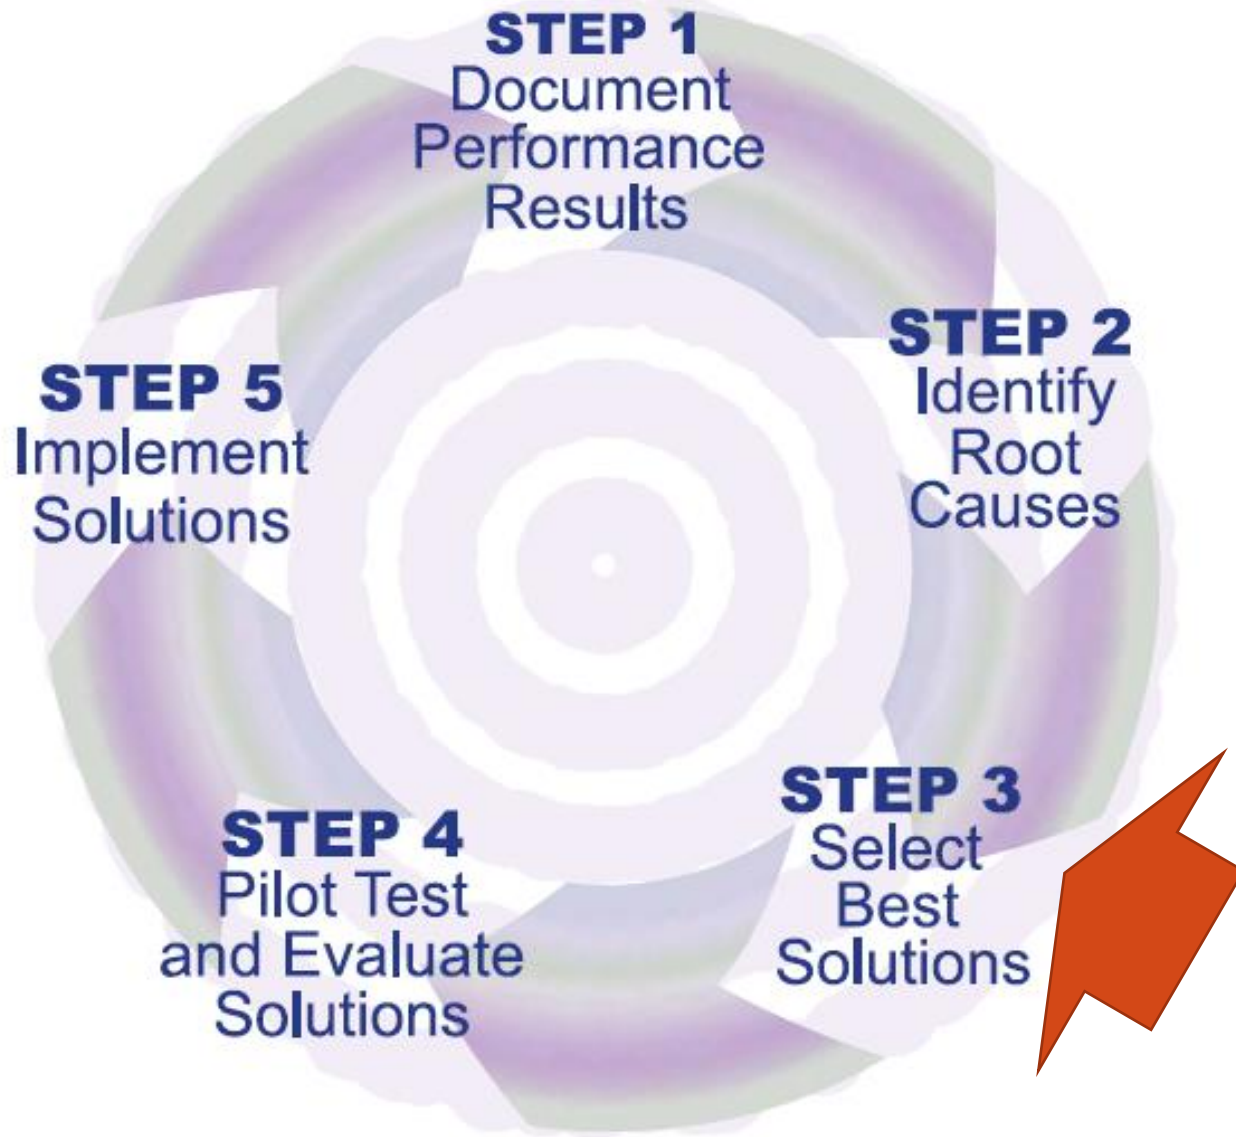 STEP 1
Document
Performance
Results
STEP 2
Identify
Root
Causes
STEP 3
Select
Best
Solutions
STEP 4
Pilot Test
and Evaluate
Solutions
STEP 5
Implement
Solutions